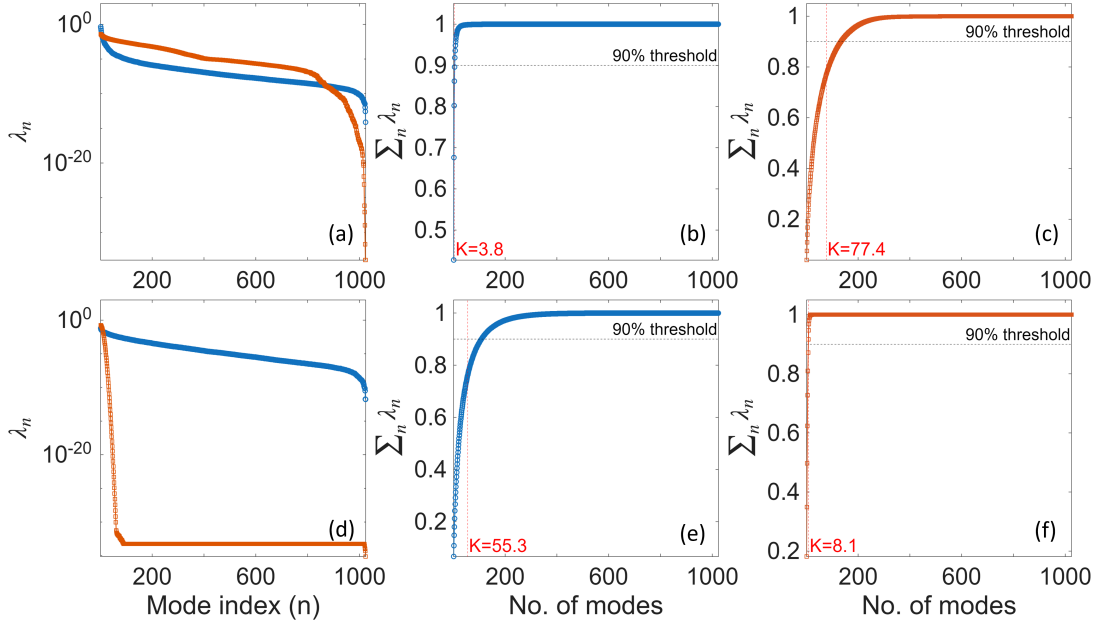 10^0
10^-20
λ_n
200 600 1000
(a)
1
0.9
0.8
0.7
0.6
0.5
∑_n λ_n
90% threshold
K=3.8
(b)
200 600 1000
1
0.8
0.6
0.4
0.2
∑_n λ_n
90% threshold
K=77.4
(c)
200 600 1000
10^0
10^-20
λ_n
(d)
200 600 1000
Mode index (n)
1
0.8
0.6
0.4
0.2
∑_n λ_n
90% threshold
K=55.3
(e)
200 600 1000
No. of modes
1
0.8
0.6
0.4
0.2
∑_n λ_n
90% threshold
K=8.1
(f)
200 600 1000
No. of modes